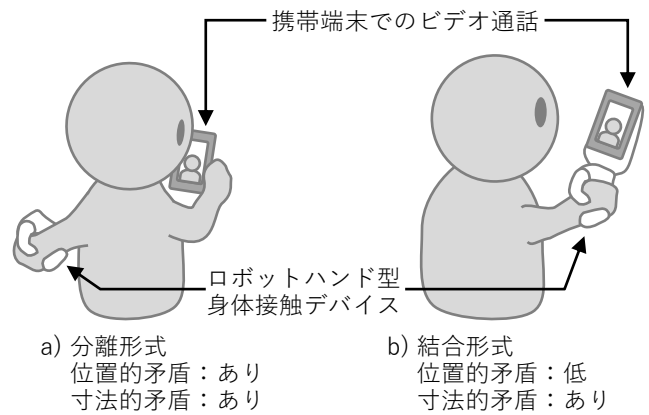 携帯端末でのビデオ通話
ロボットハンド型
身体接触デバイス
a) 分離形式
位置的矛盾：あり
寸法的矛盾：あり
b) 結合形式
位置的矛盾：低
寸法的矛盾：あり